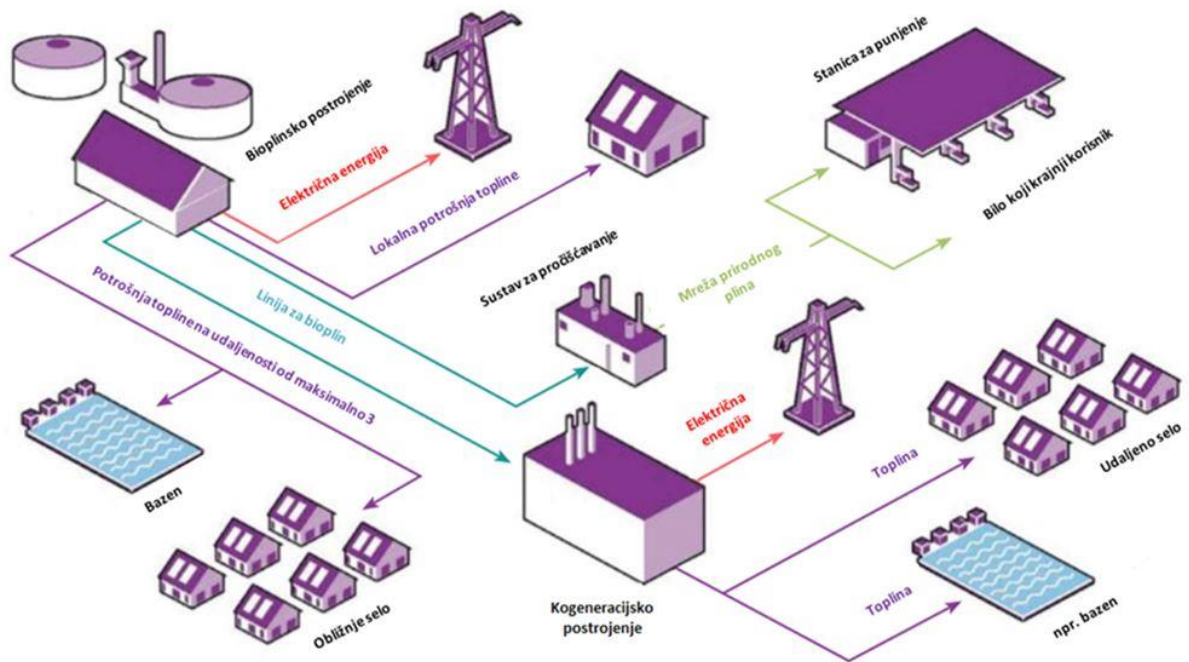 Bioplinsko postrojenje
Električna energija
Lokalna potrošnja topline
Stanica za punjenje
Bilo koji krajnji korisnik
Mreža prirodnog
plina
Sustav za pročišćavanje
Linija za bioplin
Potrošnja topline na udaljenosti od maksimalno 3
Bazen
Obližnje selo
Kogeneracijsko
postrojenje
Električna
energija
Toplina
Udaljeno selo
Toplina
npr. bazen